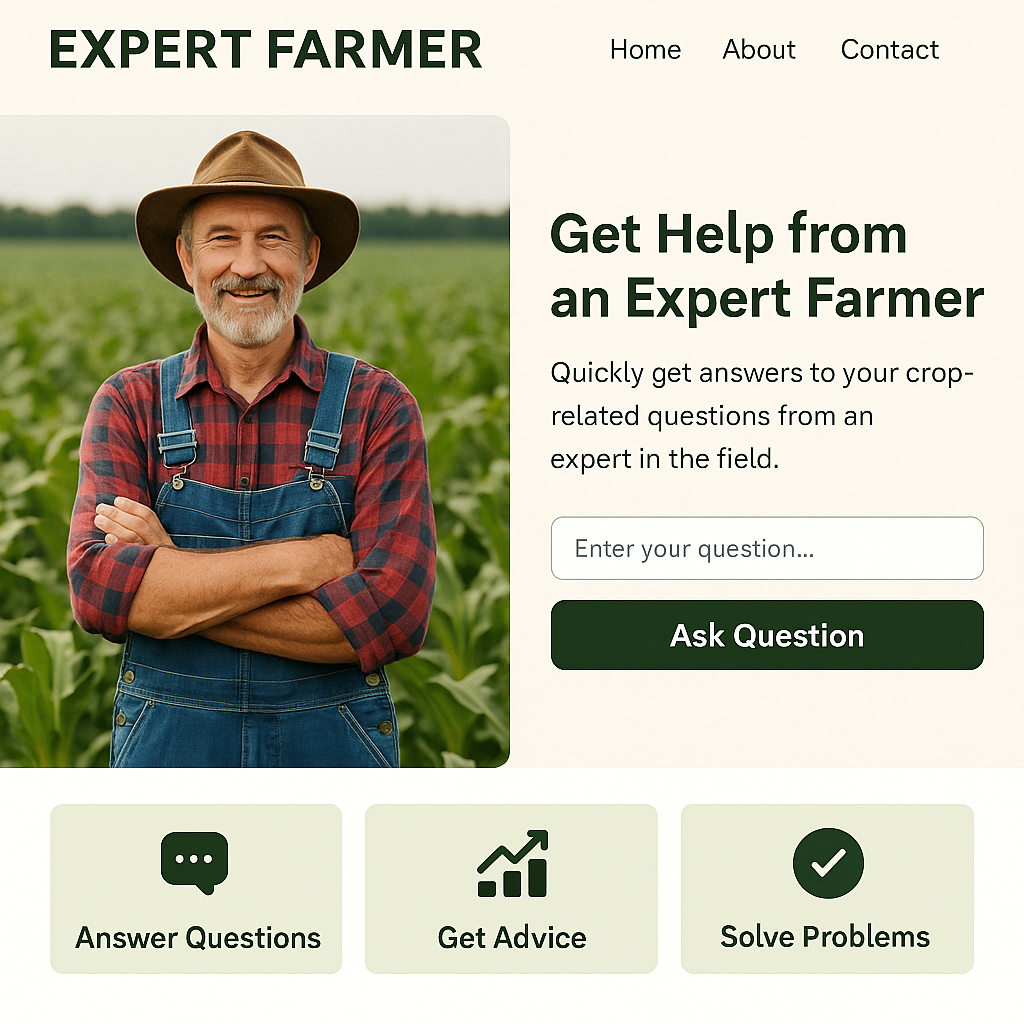 EXPERT FARMER
Home About Contact
Get Help from
an Expert Farmer
Quickly get answers to your crop-
related questions from an
expert in the field.
Enter your question...
Ask Question
Answer Questions
Get Advice
Solve Problems